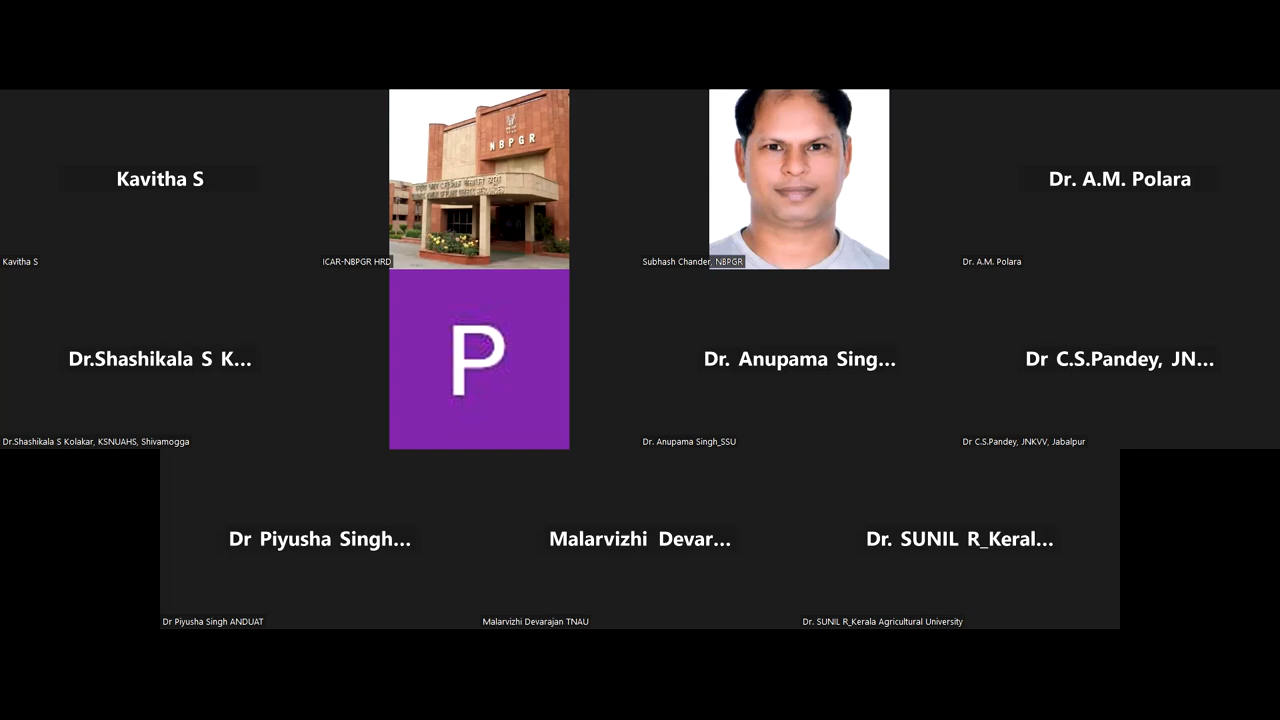 Kavitha S
Kavitha S
NBPGR
ICAR-NBPGR HRD
Subhash Chander, NBPGR
Dr. A.M. Polara
Dr. A.M. Polara
Dr.Shashikala S K...
Dr.Shashikala S Kolakar, KSNUAHS, Shivamogga
P
Dr. Anupama Sing...
Dr. Anupama Singh_SSU
Dr C.S.Pandey, JN...
Dr C.S.Pandey, JNKVV, Jabalpur
Dr Piyusha Singh...
Dr Piyusha Singh ANDUAT
Malarvizhi Devar...
Malarvizhi Devarajan TNAU
Dr. SUNIL R_Keral...
Dr. SUNIL R_Kerala Agricultural University